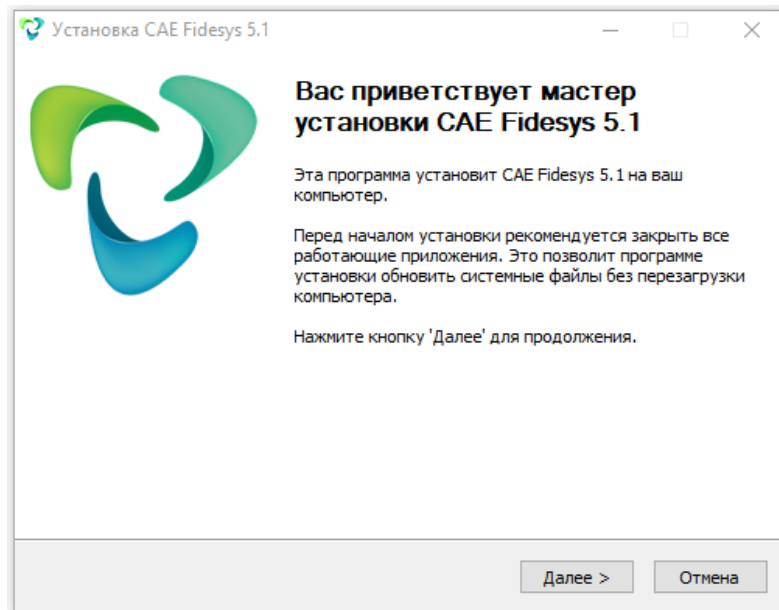 Установка CAE Fidesys 5.1
Вас приветствует мастер
установки CAE Fidesys 5.1
Эта программа установит CAE Fidesys 5.1 на ваш
компьютер.
Перед началом установки рекомендуется закрыть все
работающие приложения. Это позволит программе
установки обновить системные файлы без перезагрузки
компьютера.
Нажмите кнопку 'Далее' для продолжения.
Далее >
Отмена